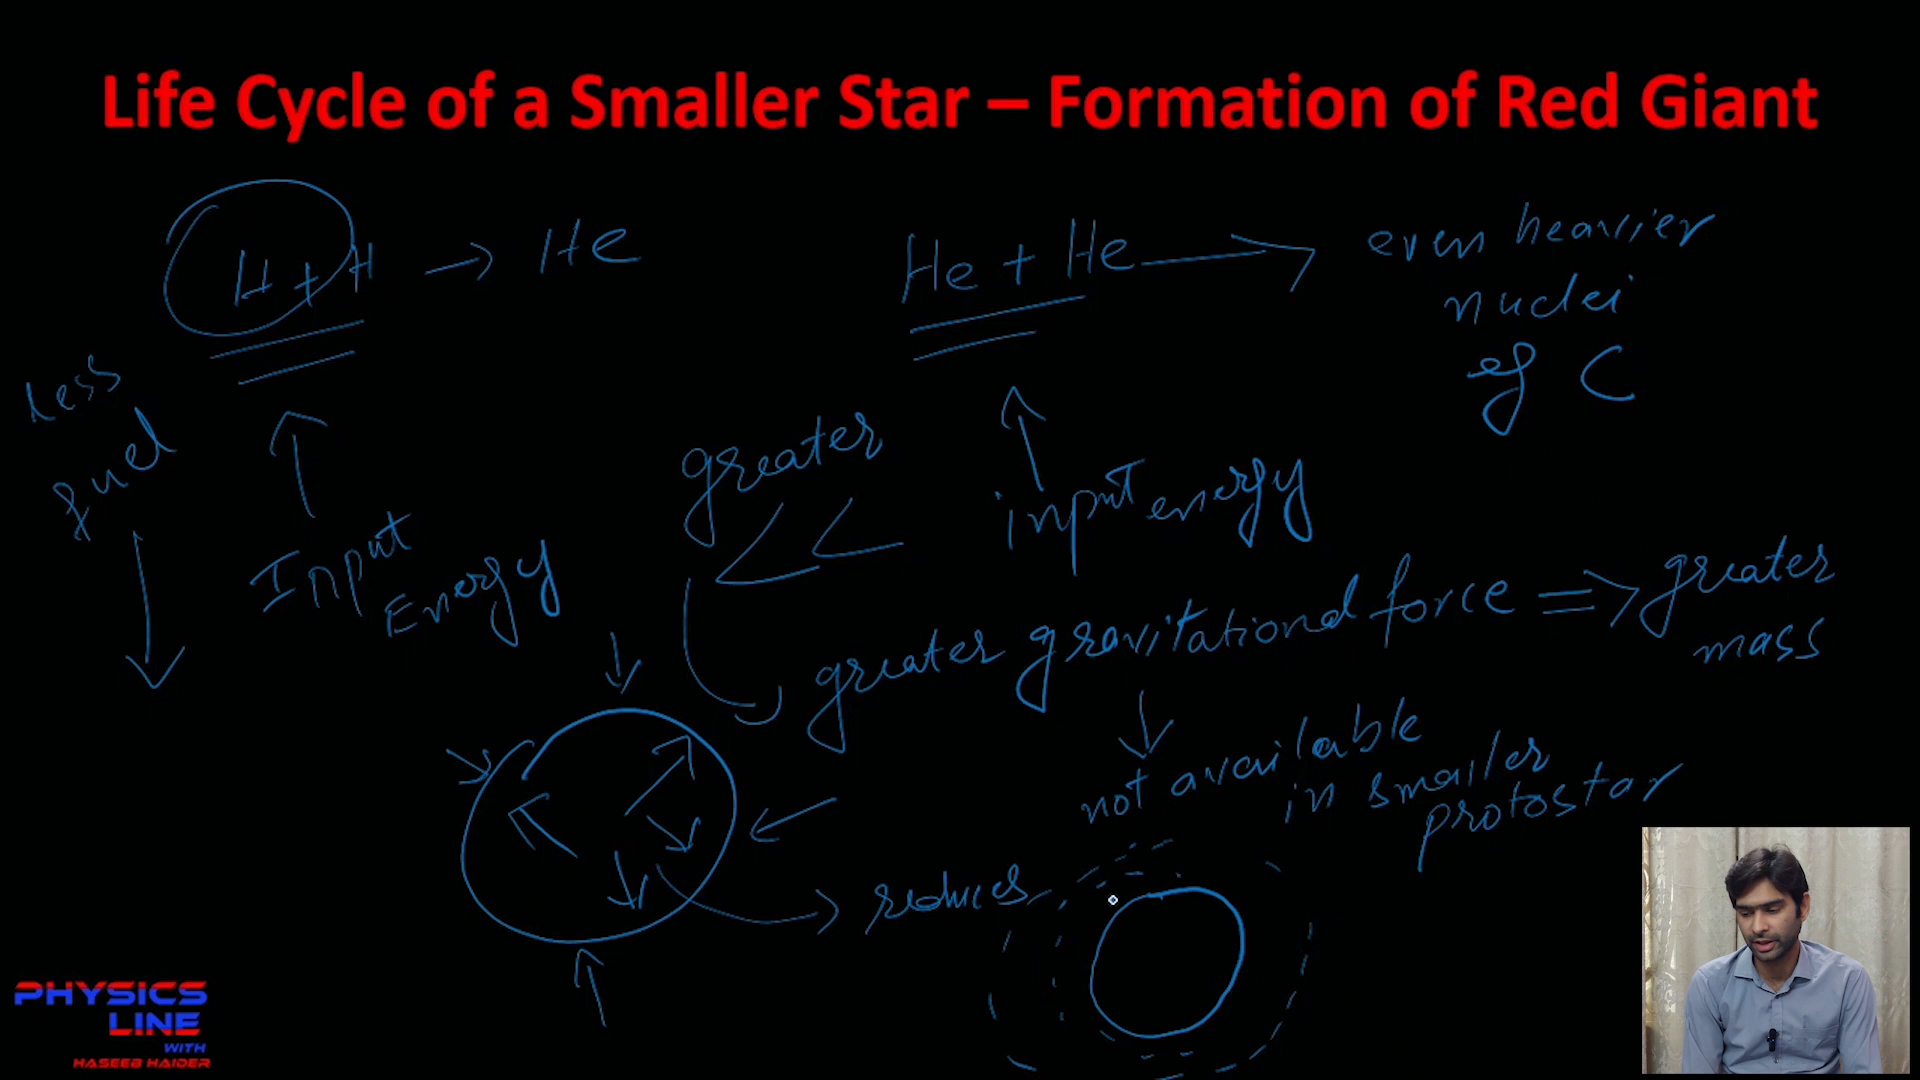 Life Cycle of a Smaller Star – Formation of Red Giant
H + H → He
He + He → even heavier
nuclei
of C
Less
fuel
Input
Energy
greater
input energy
greater gravitational force ⇒ greater
mass
not available
in smaller
protostar
reduces
PHYSICS
LINE
WITH
HASEEB HAIDER